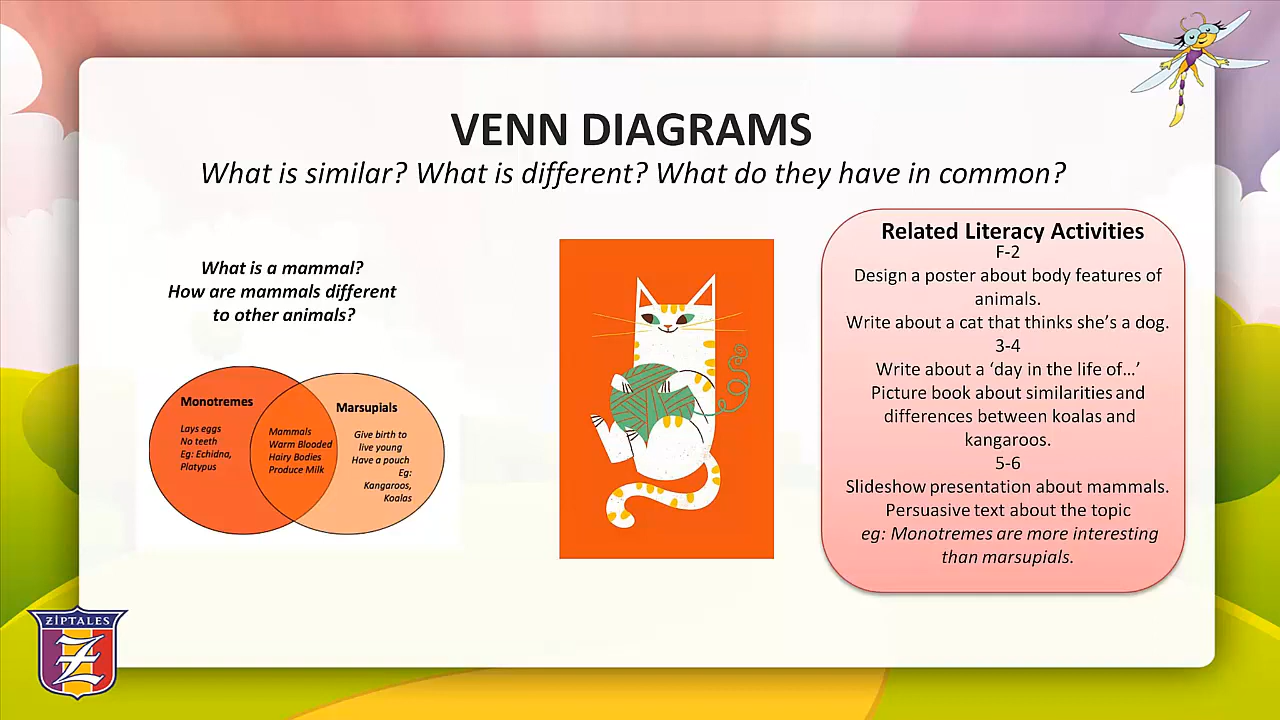 VENN DIAGRAMS
What is similar? What is different? What do they have in common?
What is a mammal?
How are mammals different
to other animals?
Monotremes
Lays eggs
No teeth
Eg: Echidna,
Platypus
Mammals
Warm Blooded
Hairy Bodies
Produce Milk
Marsupials
Give birth to
live young
Have a pouch
Eg:
Kangaroos,
Koalas
Related Literacy Activities
F-2
Design a poster about body features of
animals.
Write about a cat that thinks she's a dog.
3-4
Write about a ‘day in the life of…’
Picture book about similarities and
differences between koalas and
kangaroos.
5-6
Slideshow presentation about mammals.
Persuasive text about the topic
eg: Monotremes are more interesting
than marsupials.
ZIPTALES
Z